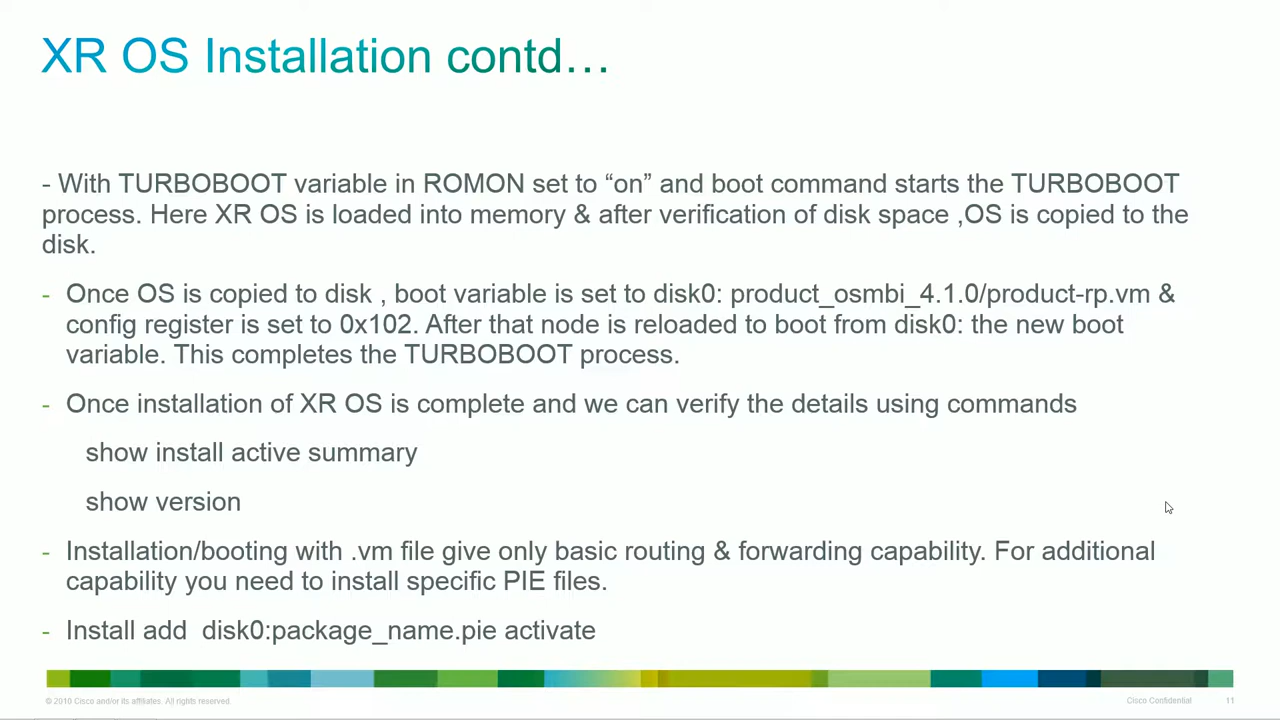 XR OS Installation contd…
- With TURBOBOOT variable in ROMON set to “on” and boot command starts the TURBOBOOT
process. Here XR OS is loaded into memory & after verification of disk space ,OS is copied to the
disk.
- Once OS is copied to disk , boot variable is set to disk0: product_osmbi_4.1.0/product-rp.vm &
config register is set to 0x102. After that node is reloaded to boot from disk0: the new boot
variable. This completes the TURBOBOOT process.
- Once installation of XR OS is complete and we can verify the details using commands
show install active summary
show version
- Installation/booting with .vm file give only basic routing & forwarding capability. For additional
capability you need to install specific PIE files.
- Install add disk0:package_name.pie activate
© 2010 Cisco and/or its affiliates. All rights reserved.
Cisco Confidential
11